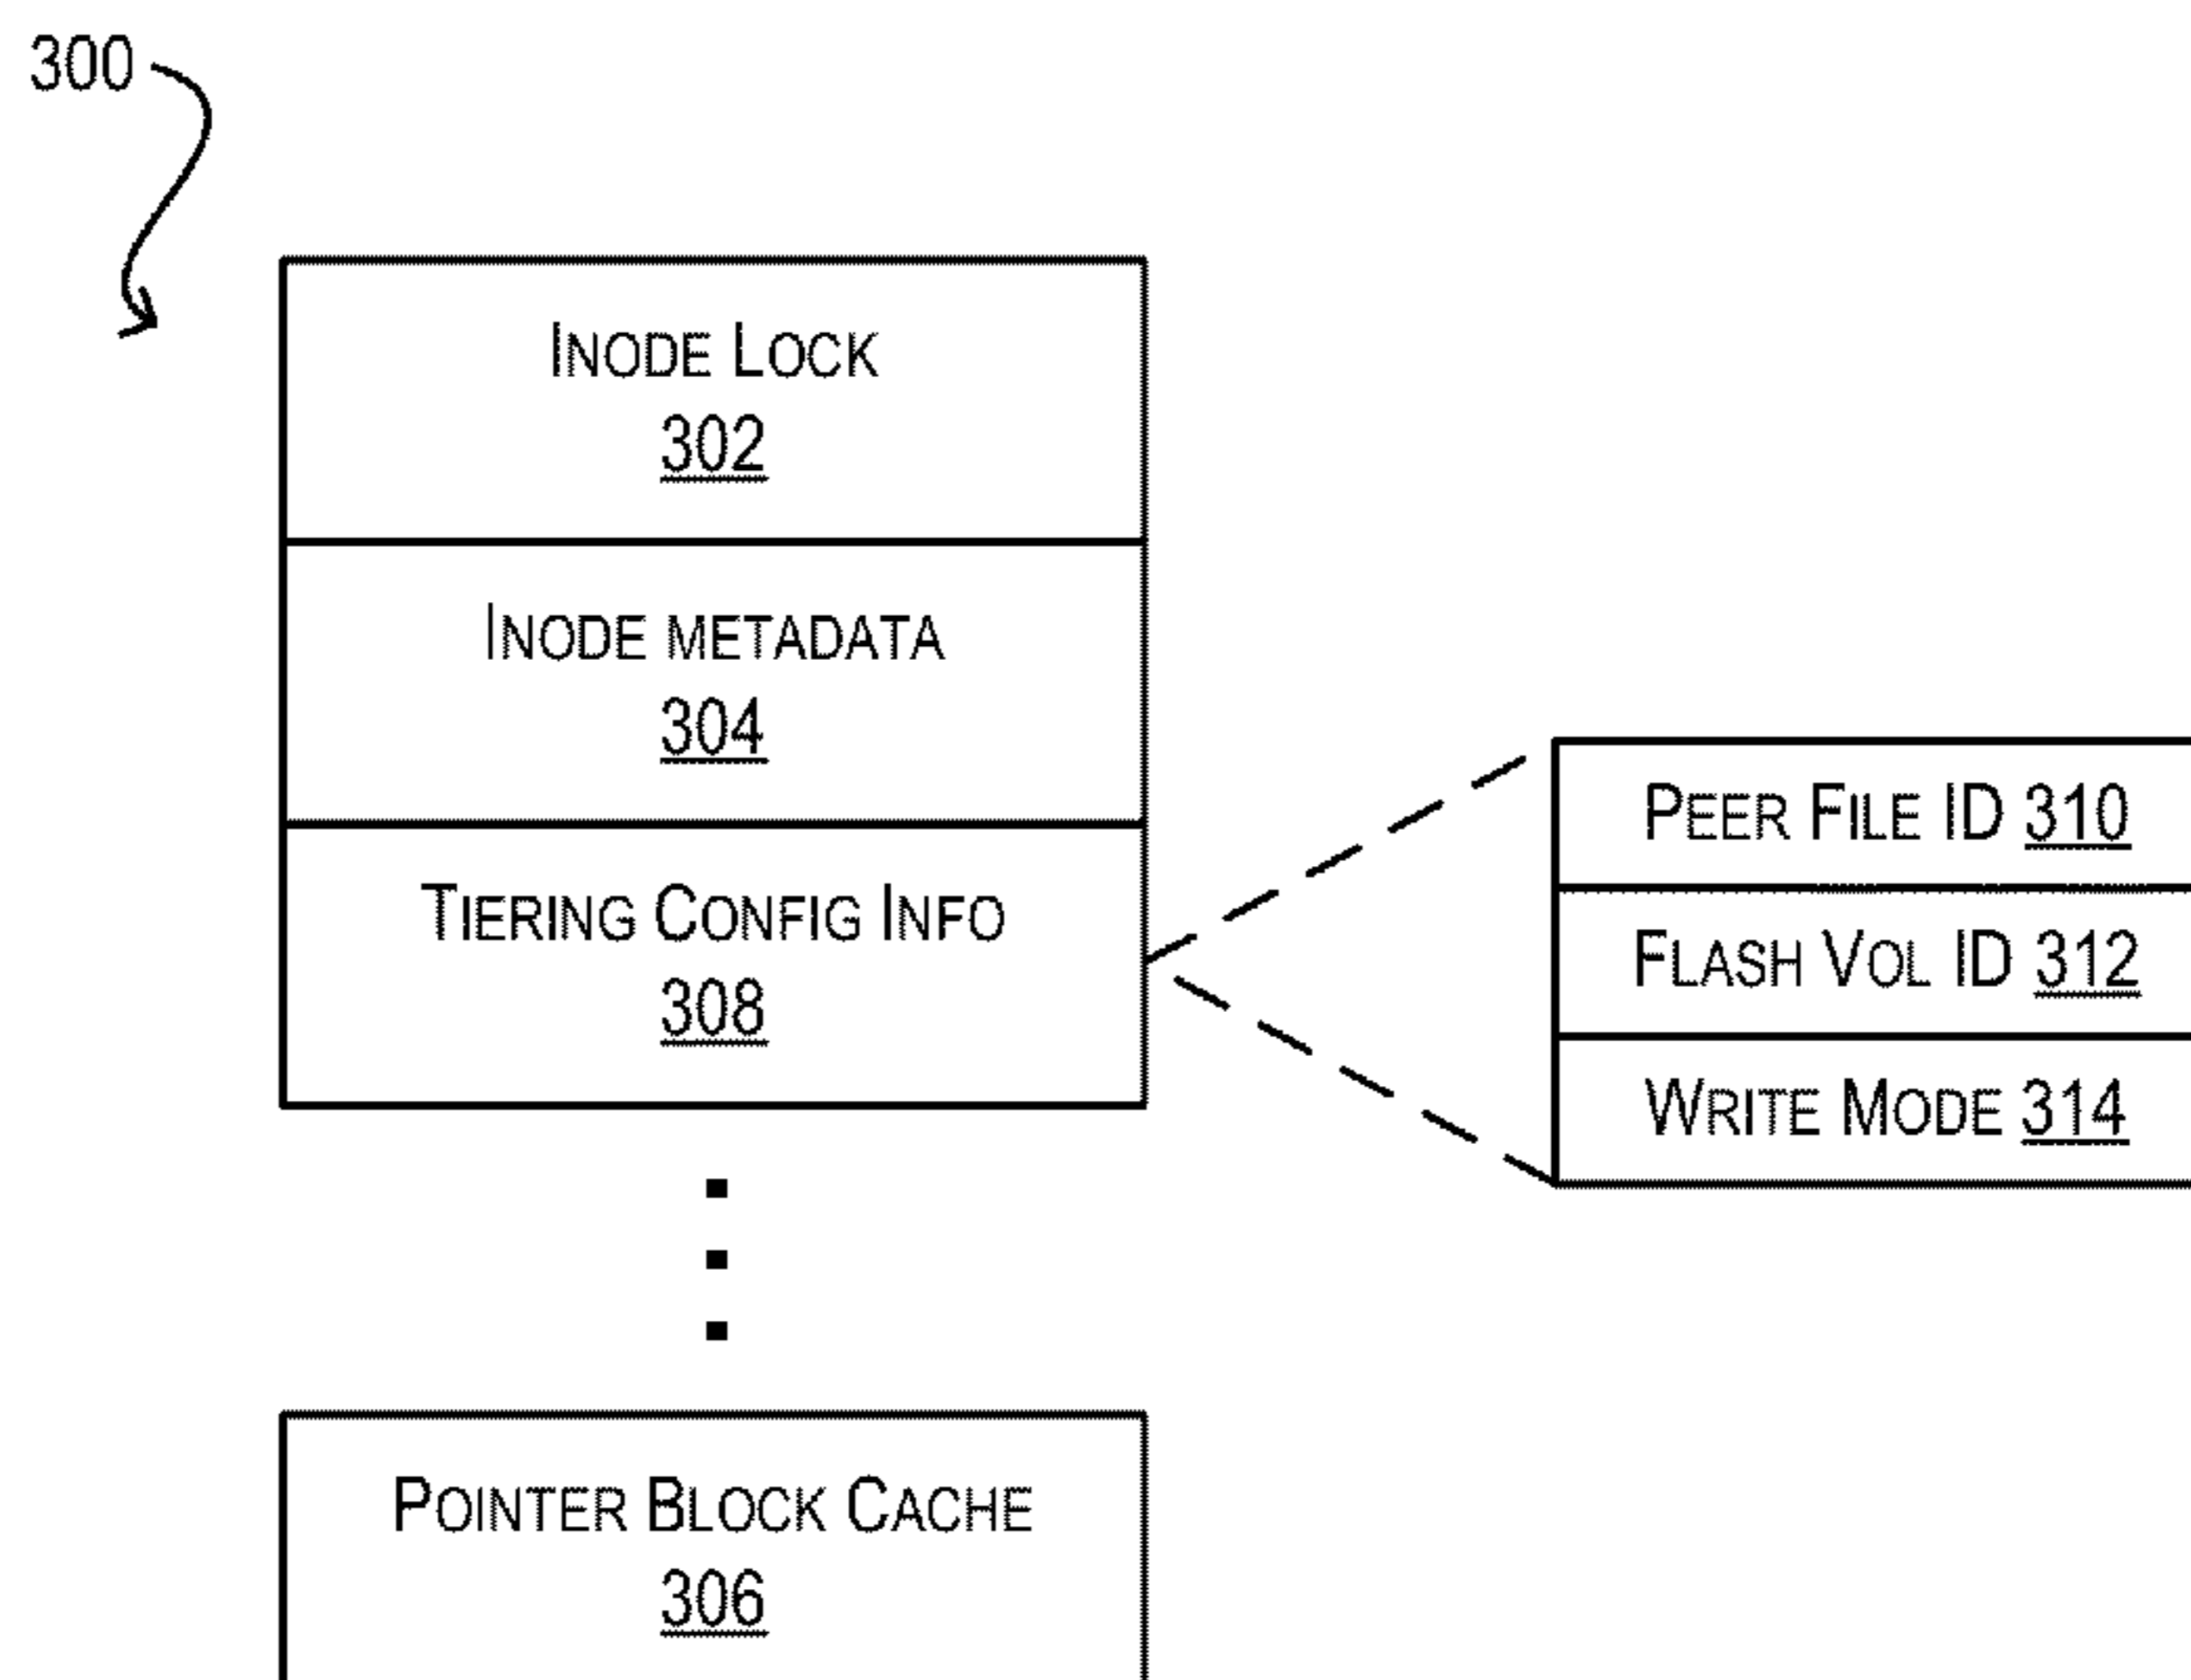 300
Inode Lock
302
Inode metadata
304
Tiering Config Info
308
Peer File ID 310
Flash Vol ID 312
Write Mode 314
Pointer Block Cache
306